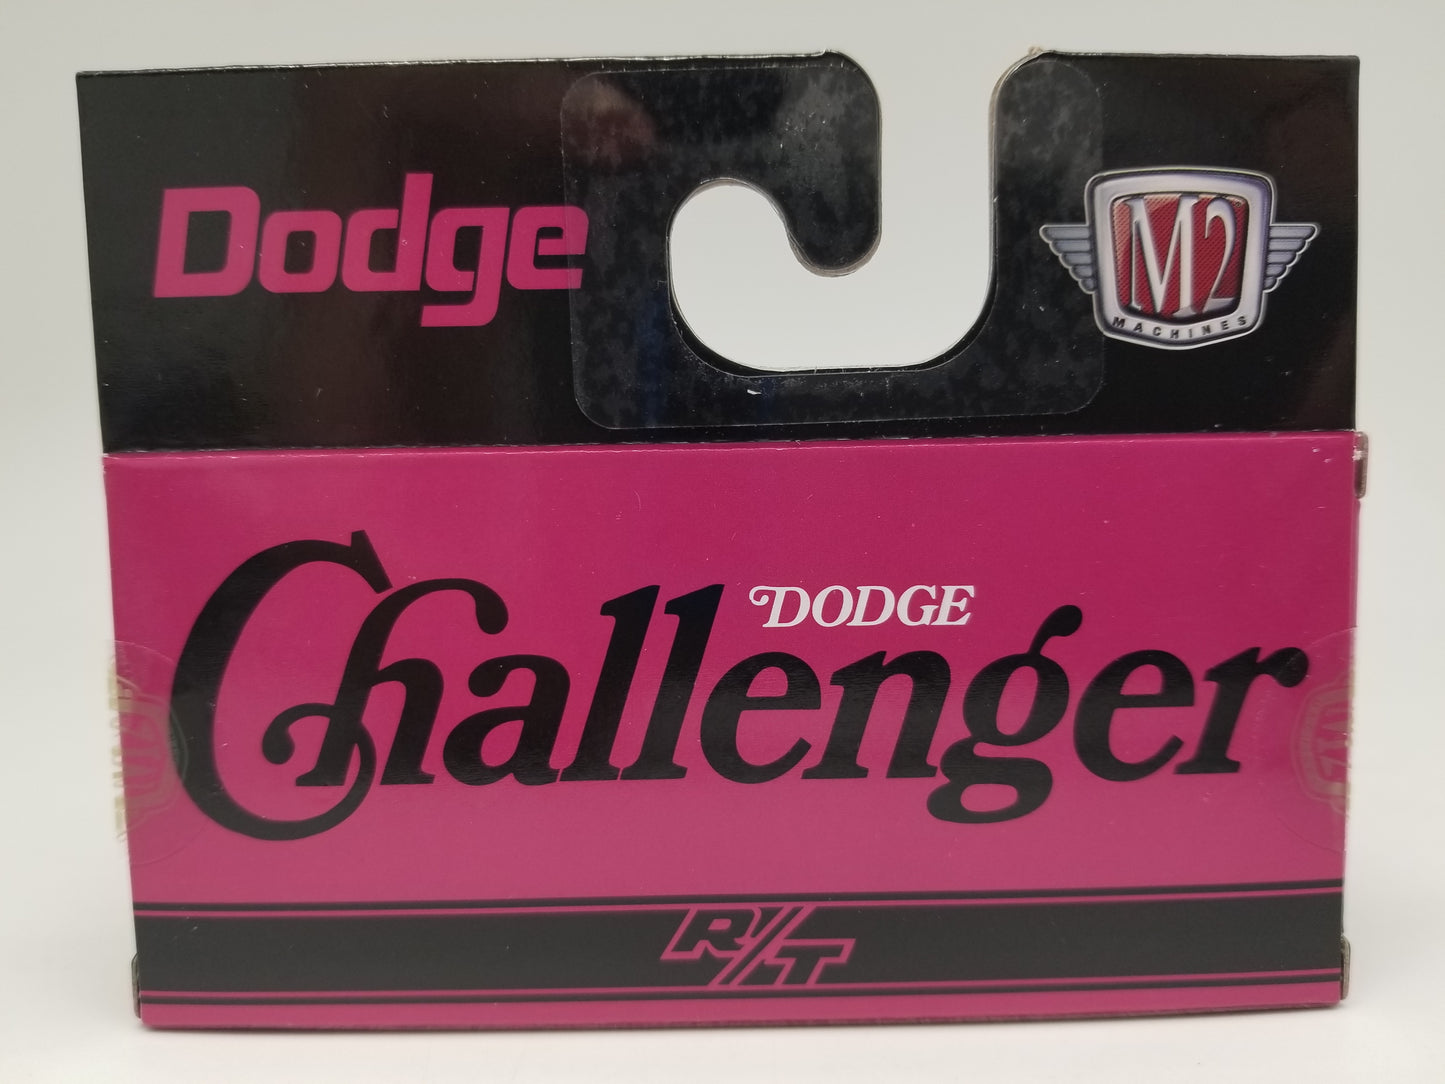 Dodge
M2
MACHINES
DODGE
Challenger
R/T